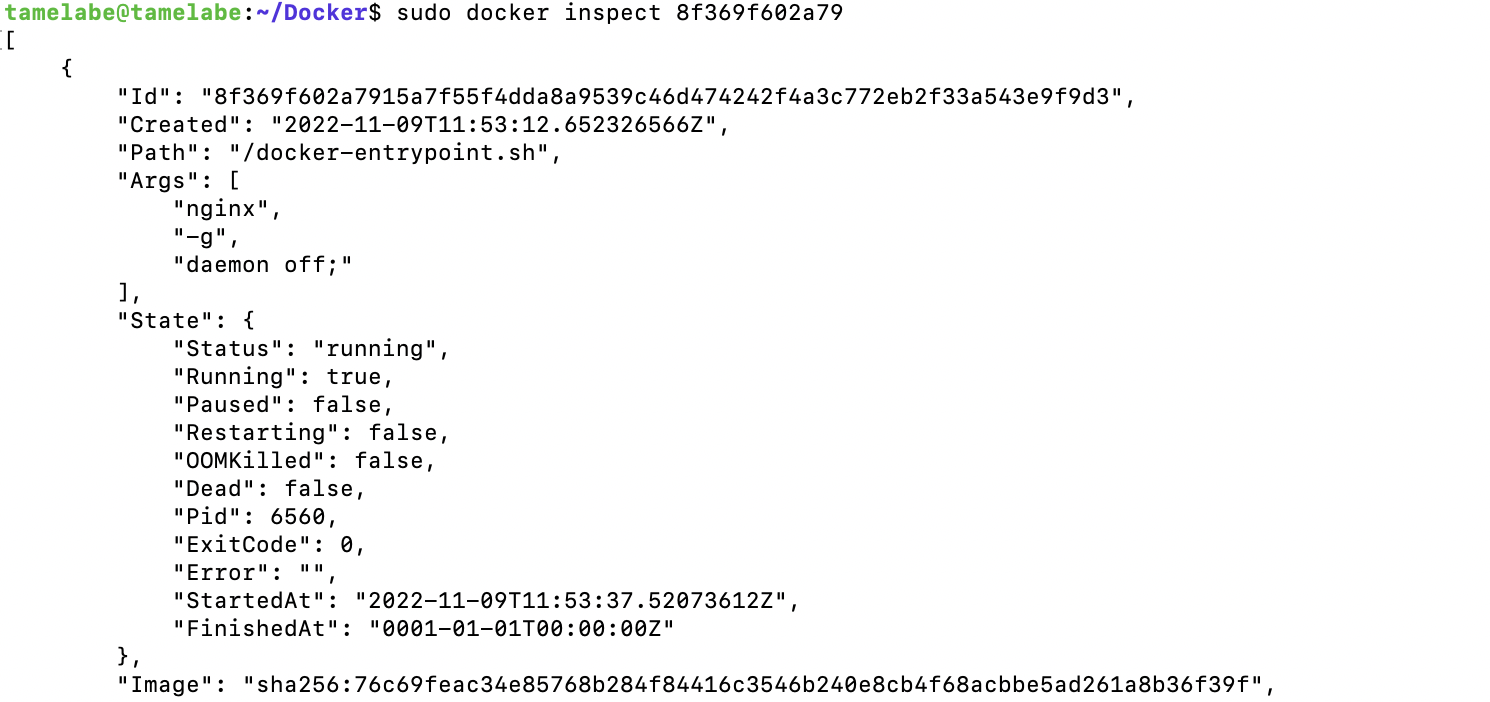 tamelabe@tamelabe:~/Docker$ sudo docker inspect 8f369f602a79
[
    {
        "Id": "8f369f602a7915a7f55f4dda8a9539c46d474242f4a3c772eb2f33a543e9f9d3",
        "Created": "2022-11-09T11:53:12.652326566Z",
        "Path": "/docker-entrypoint.sh",
        "Args": [
            "nginx",
            "-g",
            "daemon off;"
        ],
        "State": {
            "Status": "running",
            "Running": true,
            "Paused": false,
            "Restarting": false,
            "OOMKilled": false,
            "Dead": false,
            "Pid": 6560,
            "ExitCode": 0,
            "Error": "",
            "StartedAt": "2022-11-09T11:53:37.52073612Z",
            "FinishedAt": "0001-01-01T00:00:00Z"
        },
        "Image": "sha256:76c69feac34e85768b284f84416c3546b240e8cb4f68acbbe5ad261a8b36f39f",